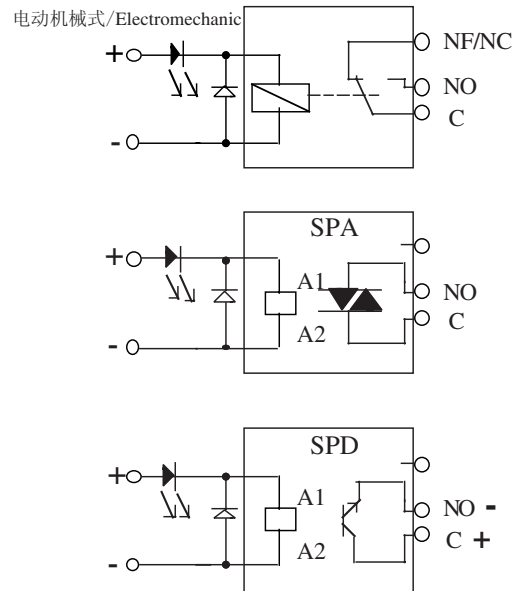 电动机械式/Electromechanic
+
NF/NC
NO
-
C
SPA
+
A1
NO
C
-
A2
SPD
+
A1
NO -
C +
A2
-